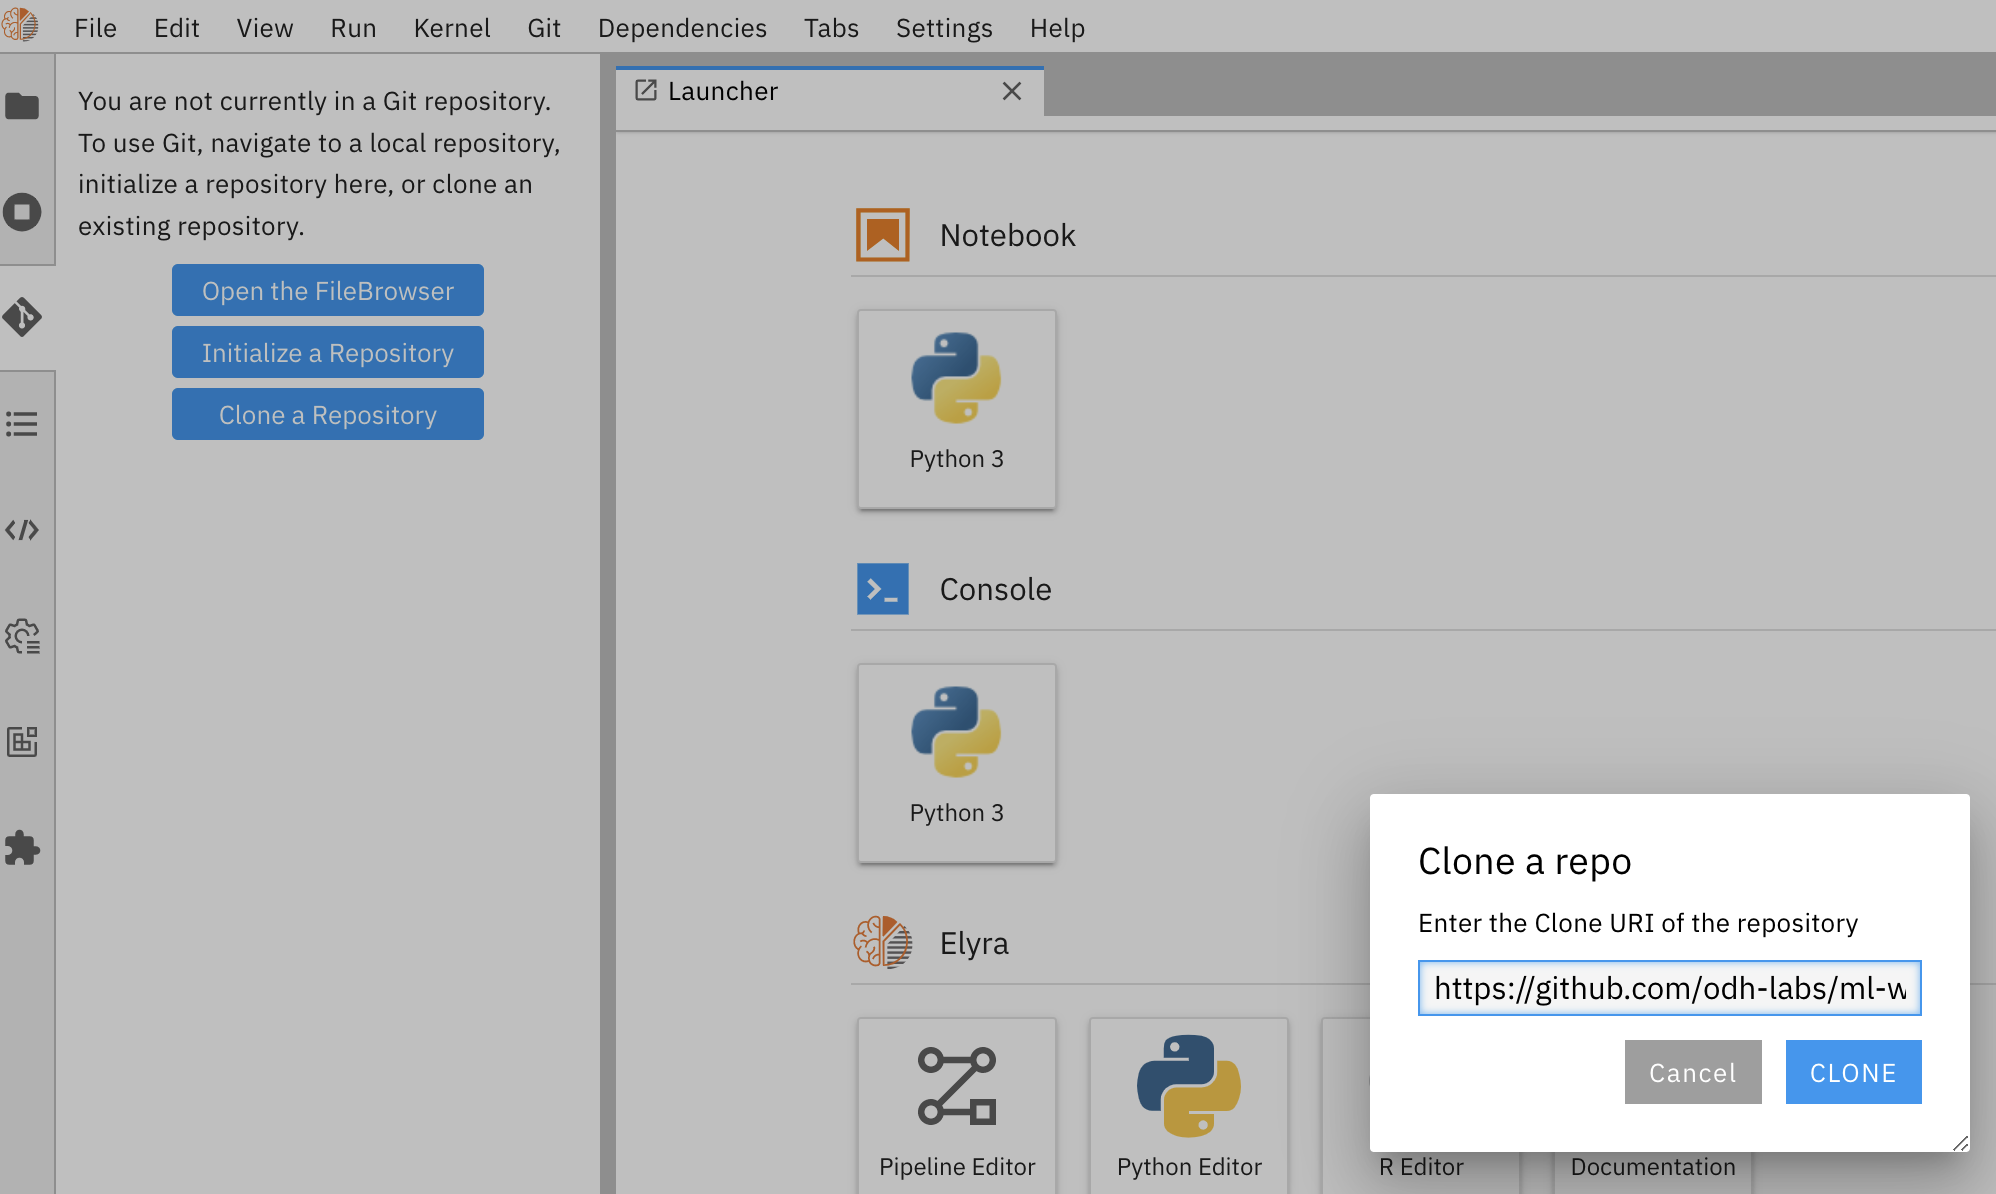 File Edit View Run Kernel Git Dependencies Tabs Settings Help
You are not currently in a Git repository.
To use Git, navigate to a local repository,
initialize a repository here, or clone an
existing repository.
Open the FileBrowser
Initialize a Repository
Clone a Repository
Launcher
Notebook
Python 3
Console
Python 3
Elyra
Pipeline Editor
Python Editor
R Editor
Documentation
Clone a repo
Enter the Clone URI of the repository
https://github.com/odh-labs/ml-w
Cancel
CLONE